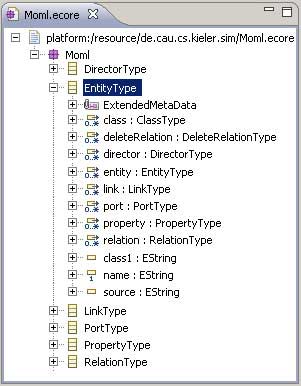 Moml.ecore
platform:/resource/de.cau.cs.kieler.sim/Moml.ecore
Moml
DirectorType
EntityType
ExtendedMetaData
class : ClassType
deleteRelation : DeleteRelationType
director : DirectorType
entity : EntityType
link : LinkType
port : PortType
property : PropertyType
relation : RelationType
class1 : EString
name : EString
source : EString
LinkType
PortType
PropertyType
RelationType